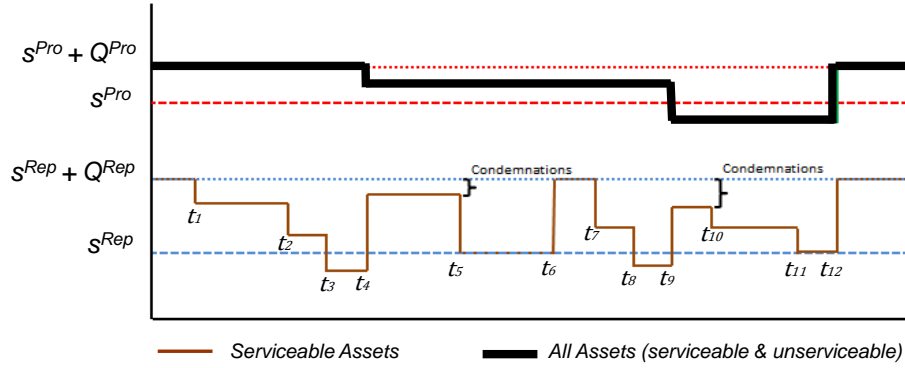 s^Pro + Q^Pro
s^Pro
s^Rep + Q^Rep
Condemnations
Condemnations
t1
t2
t3
t4
t5
t6
t7
t8
t9
t10
t11
t12
s^Rep
Serviceable Assets
All Assets (serviceable & unserviceable)